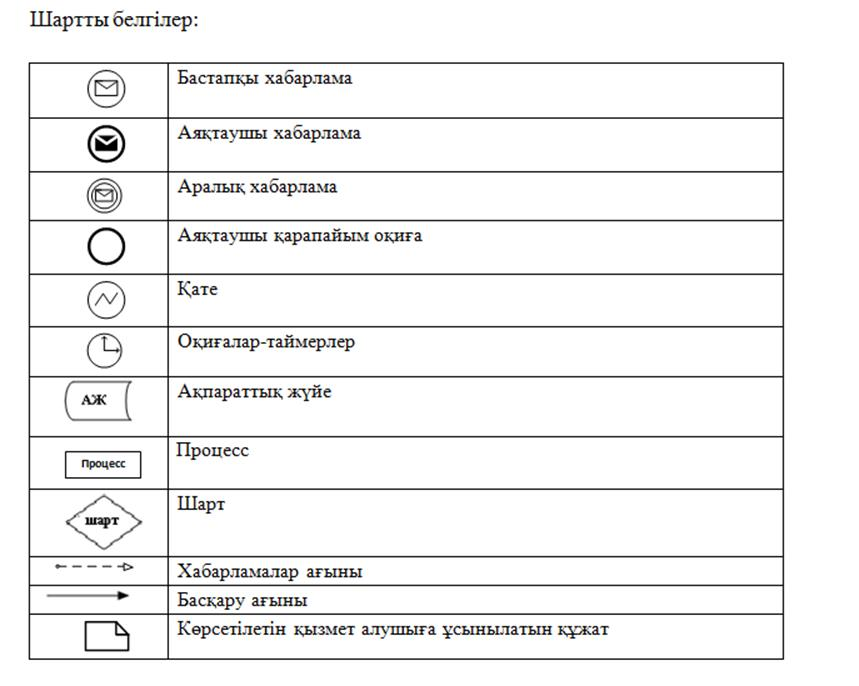 Шартты белгілер:
Бастапқы хабарлама
Аяқтаушы хабарлама
Аралық хабарлама
Аяқтаушы қарапайым оқиға
Қате
Оқиғалар-таймерлер
АЖ
Ақпараттық жүйе
Процесс
Процесс
шарт
Шарт
Хабарламалар ағыны
Басқару ағыны
Көрсетілетін қызмет алушыға ұсынылатын құжат